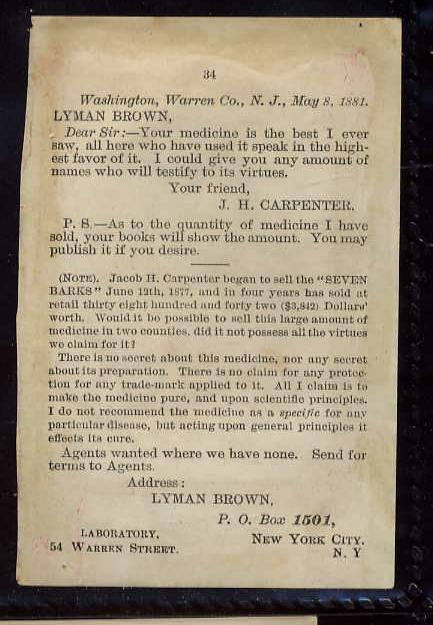 34
Washington, Warren Co., N. J., May 8, 1881.
LYMAN BROWN,
Dear Sir:—Your medicine is the best I ever
saw, all here who have used it speak in the high-
est favor of it. I could give you any amount of
names who will testify to its virtues.
Your friend,
J. H. CARPENTER.
P. S.—As to the quantity of medicine I have
sold, your books will show the amount. You may
publish it if you desire.
(NOTE). Jacob H. Carpenter began to sell the "SEVEN
BARKS" June 12th, 1877, and in four years has sold at
retail thirty eight hundred and forty two ($3,842) Dollars'
worth. Would it be possible to sell this large amount of
medicine in two counties, did it not possess all the virtues
we claim for it?
There is no secret about this medicine, nor any secret
about its preparation. There is no claim for any protec-
tion for any trade-mark applied to it. All I claim is to
make the medicine pure, and upon scientific principles.
I do not recommend the medicine as a specific for any
particular disease, but acting upon general principles it
effects its cure.
Agents wanted where we have none. Send for
terms to Agents.
Address:
LYMAN BROWN,
P. O. Box 1501,
LABORATORY, NEW YORK CITY.
54 WARREN STREET. N. Y